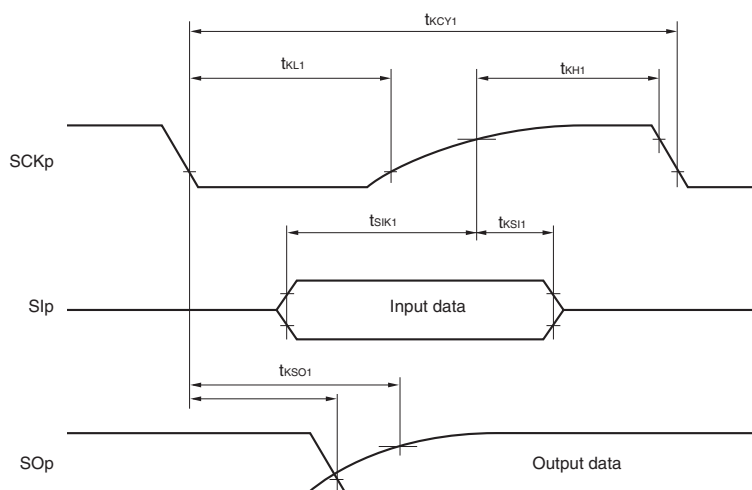 tKCY1
tKL1
tKH1
SCKp
tSIK1
tKSI1
SIp
Input data
tKSO1
SOp
Output data